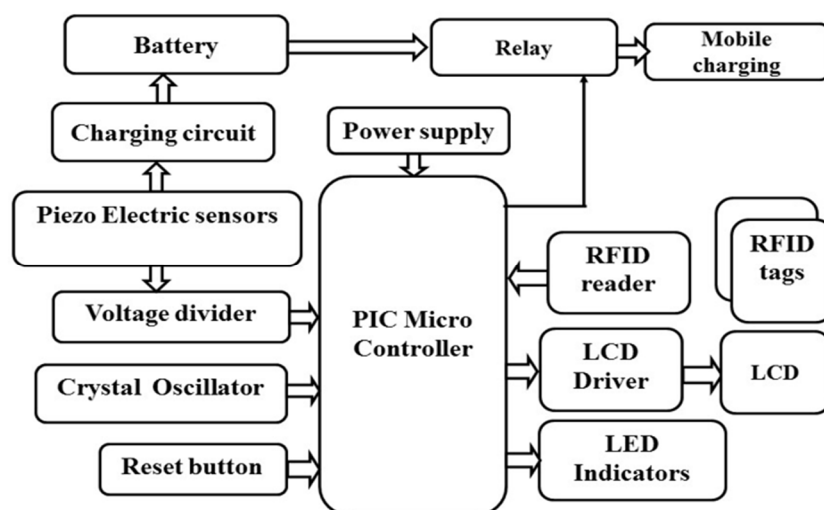 Battery
Relay
Mobile
charging
Charging circuit
Power supply
Piezo Electric sensors
RFID
reader
RFID
tags
Voltage divider
PIC Micro
Controller
LCD
Driver
LCD
Crystal Oscillator
Reset button
LED
Indicators